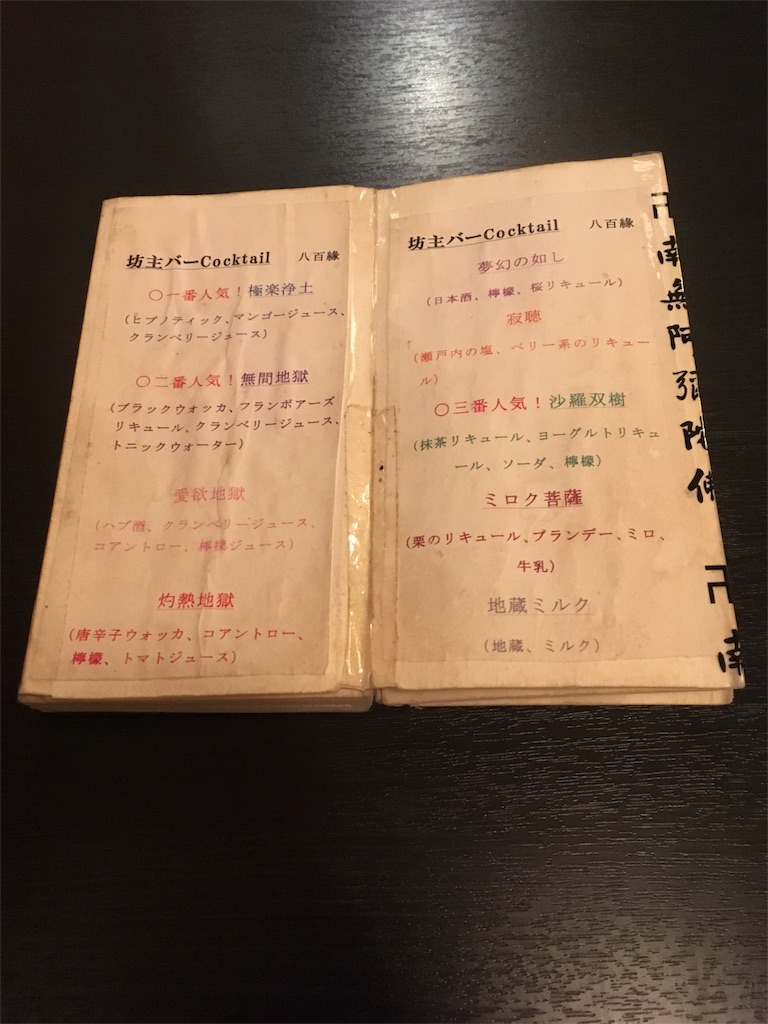 坊主バーCocktail 八百縁
〇一番人気！極楽浄土
（ヒプノティック、マンゴージュース、
クランベリージュース）
〇二番人気！無間地獄
（ブラックウォッカ、フランボアーズ
リキュール、クランベリージュース、
トニックウォーター）
愛欲地獄
（ハブ酒、クランベリージュース、
コアントロー、檸檬ジュース）
灼熱地獄
（唐辛子ウォッカ、コアントロー、
檸檬、トマトジュース）
坊主バーCocktail 八百縁
夢幻の如し
（日本酒、檸檬、桜リキュール）
寂聴
（瀬戸内の塩、ベリー系のリキュー
ル）
〇三番人気！沙羅双樹
（抹茶リキュール、ヨーグルトリキュ
ール、ソーダ、檸檬）
ミロク菩薩
（栗のリキュール、ブランデー、ミロ、
牛乳）
地蔵ミルク
（地蔵、ミルク）
卍南無阿弥陀佛 卍南